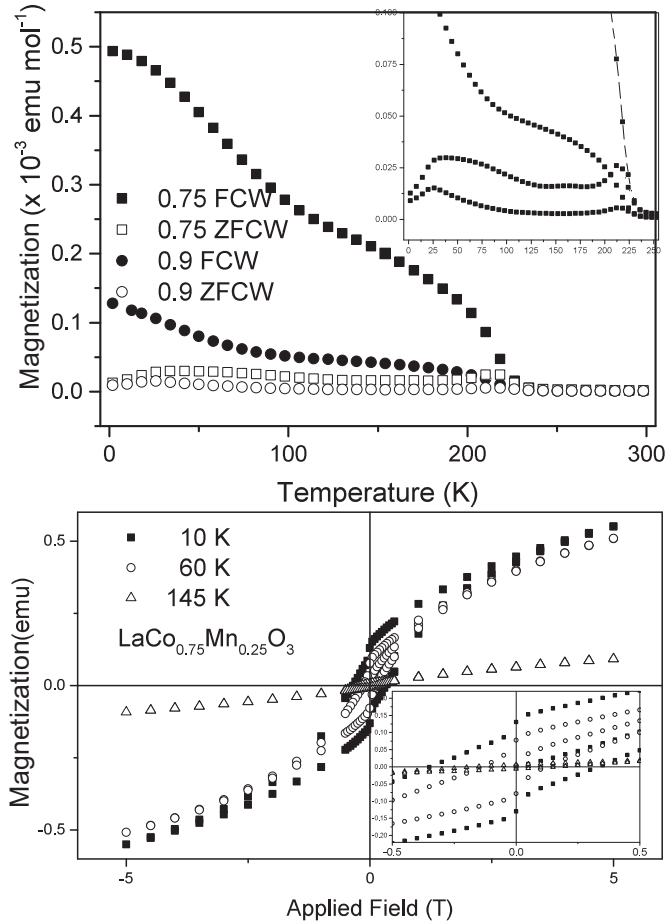 Magnetization (x 10⁻³ emu mol⁻¹)
0.5
0.4
0.3
0.2
0.1
0.0
0.75 FCW
0.75 ZFCW
0.9 FCW
0.9 ZFCW
0.100
0.075
0.050
0.025
0.000
0 25 50 75 100 125 150 175 200 225 250
0 100 200 300
Temperature (K)
Magnetization(emu)
0.5
0.0
-0.5
10 K
60 K
145 K
LaCo₀.₇₅Mn₀.₂₅O₃
0.20
0.15
0.10
0.05
0.00
0.05
0.10
0.15
0.20
-0.5 0.0 0.5
-5 0 5
Applied Field (T)